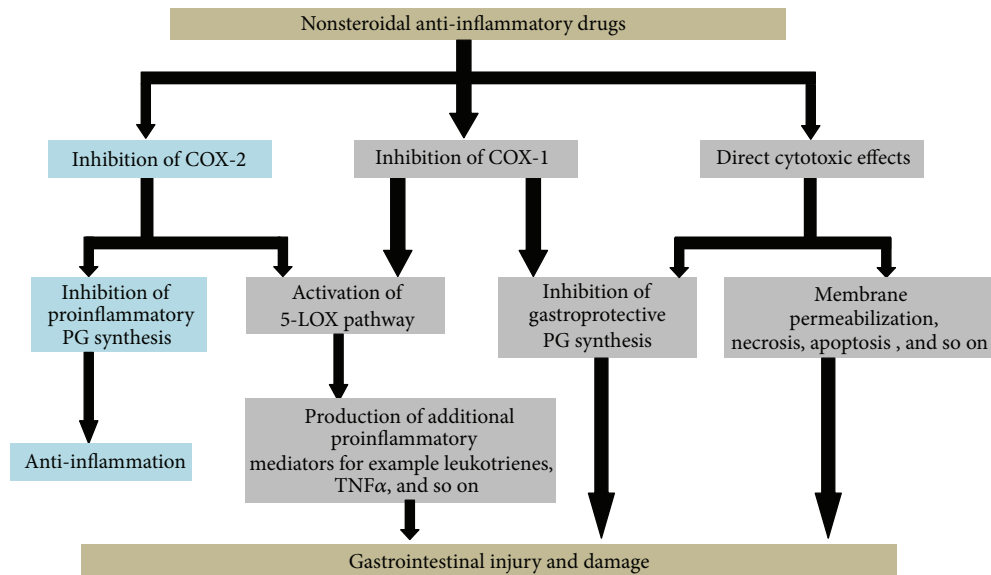 Nonsteroidal anti-inflammatory drugs
Inhibition of COX-2
Inhibition of COX-1
Direct cytotoxic effects
Inhibition of
proinflammatory
PG synthesis
Activation of
5-LOX pathway
Inhibition of
gastroprotective
PG synthesis
Membrane
permeabilization,
necrosis, apoptosis , and so on
Anti-inflammation
Production of additional
proinflammatory
mediators for example leukotrienes,
TNFα, and so on
Gastrointestinal injury and damage